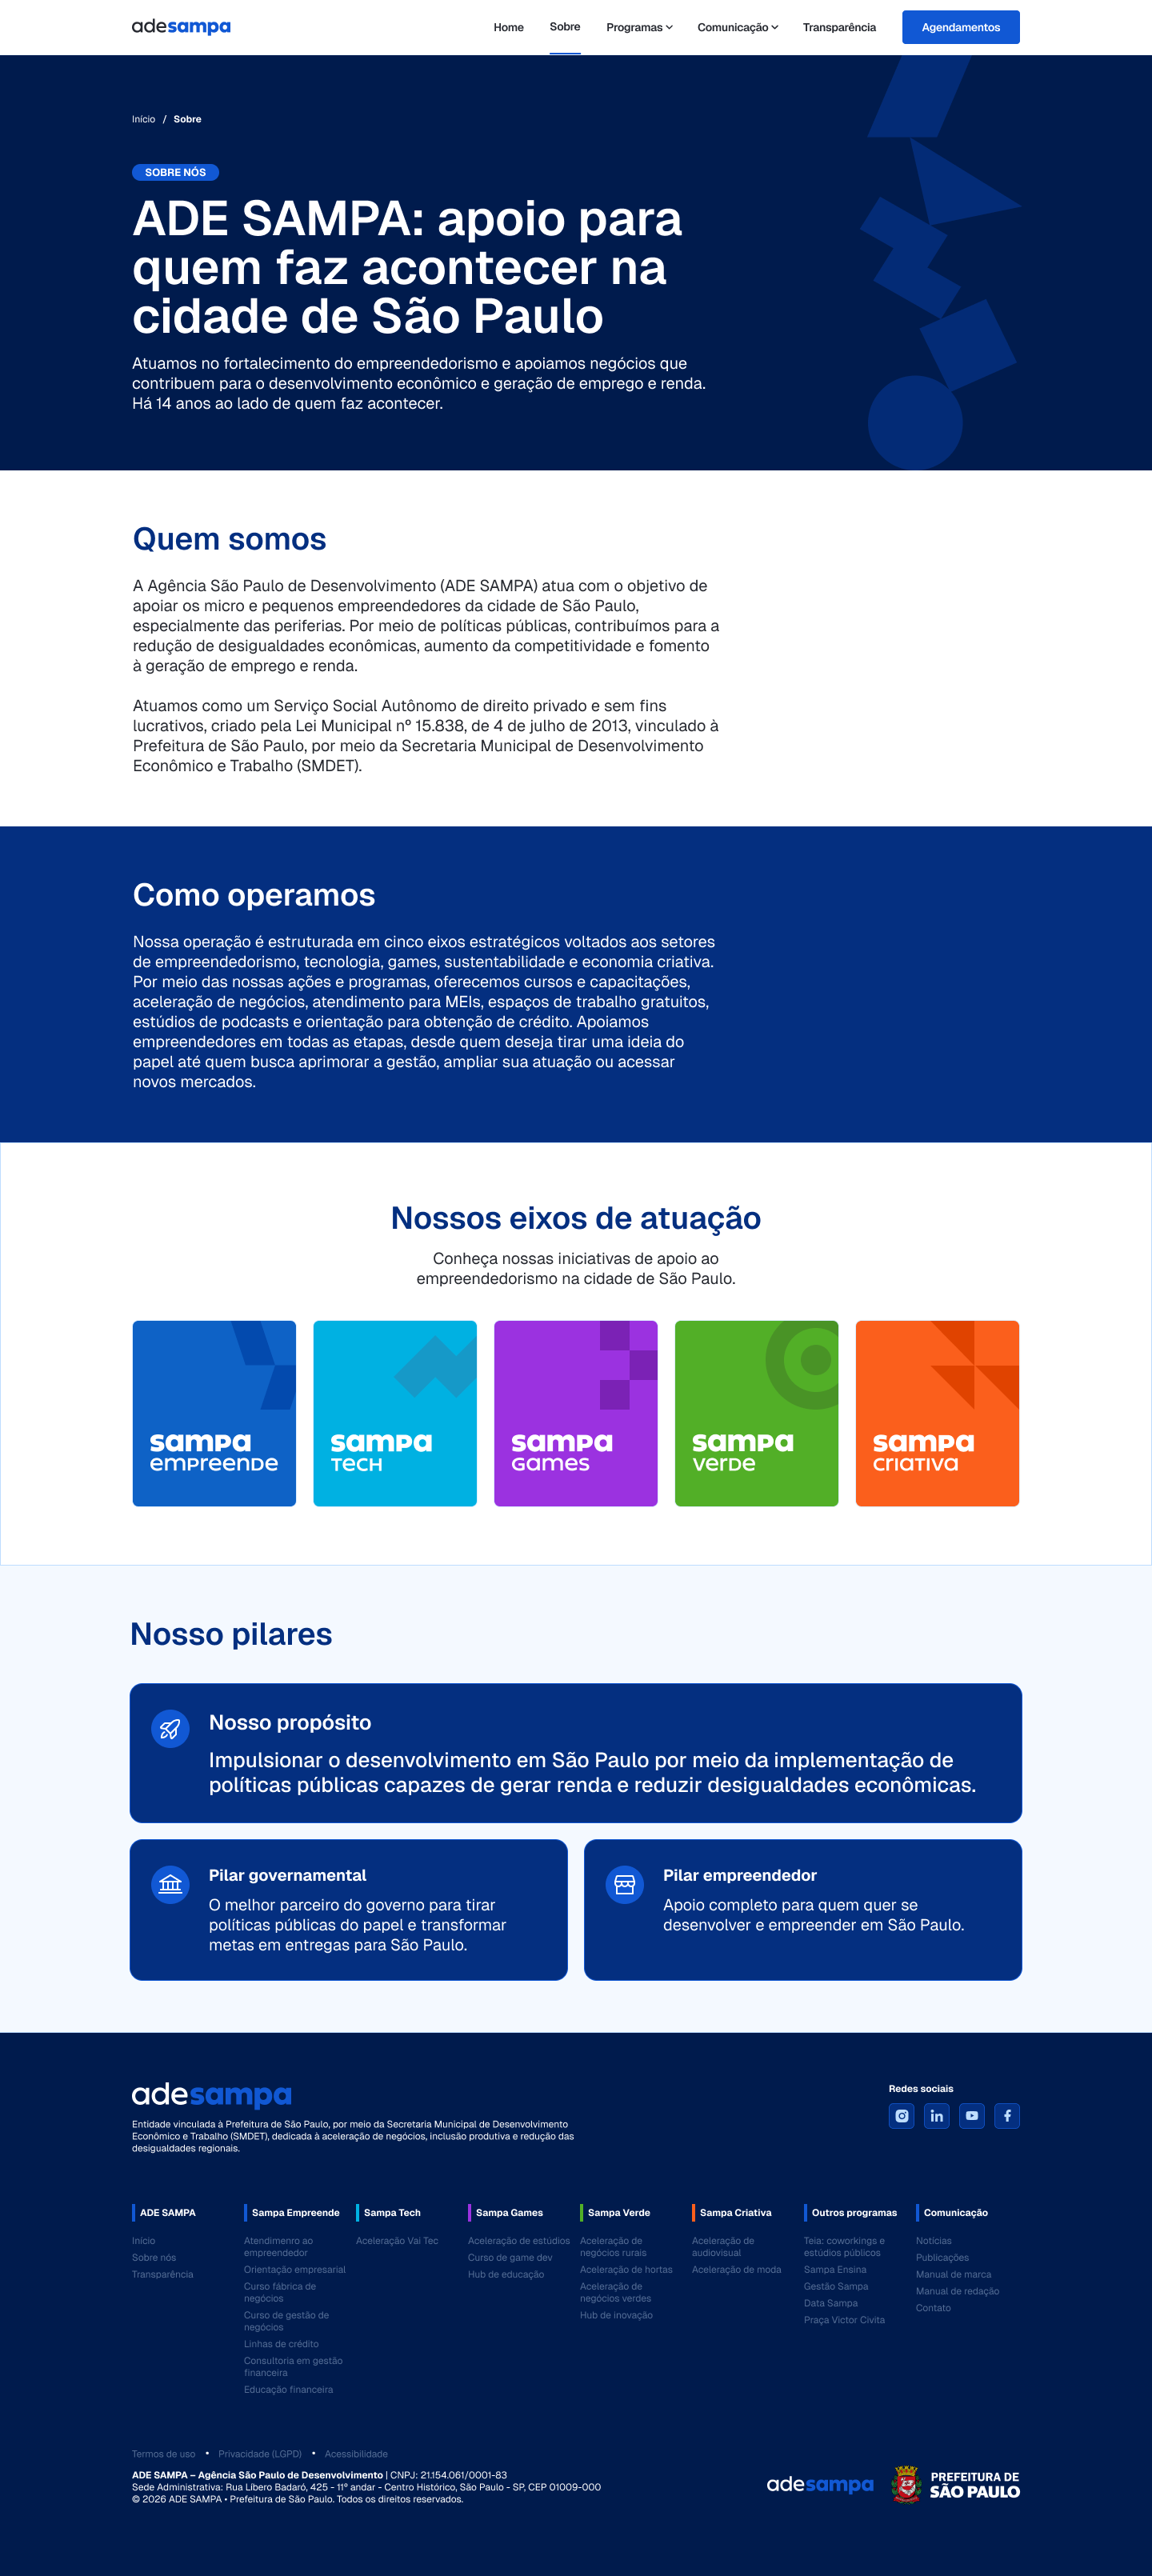 adesampa
Home Sobre Programas Comunicação Transparência Agendamentos
Início / Sobre
SOBRE NÓS
ADE SAMPA: apoio para
quem faz acontecer na
cidade de São Paulo
Atuamos no fortalecimento do empreendedorismo e apoiamos negócios que
contribuem para o desenvolvimento econômico e geração de emprego e renda.
Há 14 anos ao lado de quem faz acontecer.
Quem somos
A Agência São Paulo de Desenvolvimento (ADE SAMPA) atua com o objetivo de
apoiar os micro e pequenos empreendedores da cidade de São Paulo,
especialmente das periferias. Por meio de políticas públicas, contribuímos para a
redução de desigualdades econômicas, aumento da competitividade e fomento
à geração de emprego e renda.
Atuamos como um Serviço Social Autônomo de direito privado e sem fins
lucrativos, criado pela Lei Municipal nº 15.838, de 4 de julho de 2013, vinculado à
Prefeitura de São Paulo, por meio da Secretaria Municipal de Desenvolvimento
Econômico e Trabalho (SMDET).
Como operamos
Nossa operação é estruturada em cinco eixos estratégicos voltados aos setores
de empreendedorismo, tecnologia, games, sustentabilidade e economia criativa.
Por meio das nossas ações e programas, oferecemos cursos e capacitações,
aceleração de negócios, atendimento para MEIs, espaços de trabalho gratuitos,
estúdios de podcasts e orientação para obtenção de crédito. Apoiamos
empreendedores em todas as etapas, desde quem deseja tirar uma ideia do
papel até quem busca aprimorar a gestão, ampliar sua atuação ou acessar
novos mercados.
Nossos eixos de atuação
Conheça nossas iniciativas de apoio ao
empreendedorismo na cidade de São Paulo.
sampa
empreende
sampa
tech
sampa
games
sampa
verde
sampa
criativa
Nosso pilares
Nosso propósito
Impulsionar o desenvolvimento em São Paulo por meio da implementação de
políticas públicas capazes de gerar renda e reduzir desigualdades econômicas.
Pilar governamental
O melhor parceiro do governo para tirar
políticas públicas do papel e transformar
metas em entregas para São Paulo.
Pilar empreendedor
Apoio completo para quem quer se
desenvolver e empreender em São Paulo.
adesampa
Entidade vinculada à Prefeitura de São Paulo, por meio da Secretaria Municipal de Desenvolvimento
Econômico e Trabalho (SMDET), dedicada à aceleração de negócios, inclusão produtiva e redução das
desigualdades regionais.
Redes sociais
ADE SAMPA
Início
Sobre nós
Transparência
Sampa Empreende
Atendimenro ao
empreendedor
Orientação empresarial
Curso fábrica de
negócios
Curso de gestão de
negócios
Linhas de crédito
Consultoria em gestão
financeira
Educação financeira
Sampa Tech
Aceleração Vai Tec
Sampa Games
Aceleração de estúdios
Curso de game dev
Hub de educação
Sampa Verde
Aceleração de
negócios rurais
Aceleração de hortas
Aceleração de
negócios verdes
Hub de inovação
Sampa Criativa
Aceleração de
audiovisual
Aceleração de moda
Outros programas
Teia: coworkings e
estúdios públicos
Sampa Ensina
Gestão Sampa
Data Sampa
Praça Victor Civita
Comunicação
Notícias
Publicações
Manual de marca
Manual de redação
Contato
Termos de uso • Privacidade (LGPD) • Acessibilidade
ADE SAMPA – Agência São Paulo de Desenvolvimento | CNPJ: 21.154.061/0001-83
Sede Administrativa: Rua Líbero Badaró, 425 - 11º andar - Centro Histórico, São Paulo - SP, CEP 01009-000
© 2026 ADE SAMPA • Prefeitura de São Paulo. Todos os direitos reservados.
adesampa
PREFEITURA DE
SÃO PAULO